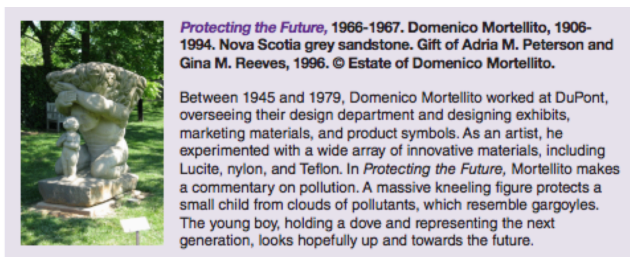 Protecting the Future, 1966-1967. Domenico Mortellito, 1906-
1994. Nova Scotia grey sandstone. Gift of Adria M. Peterson and
Gina M. Reeves, 1996. © Estate of Domenico Mortellito.
Between 1945 and 1979, Domenico Mortellito worked at DuPont,
overseeing their design department and designing exhibits,
marketing materials, and product symbols. As an artist, he
experimented with a wide array of innovative materials, including
Lucite, nylon, and Teflon. In Protecting the Future, Mortellito makes
a commentary on pollution. A massive kneeling figure protects a
small child from clouds of pollutants, which resemble gargoyles.
The young boy, holding a dove and representing the next
generation, looks hopefully up and towards the future.